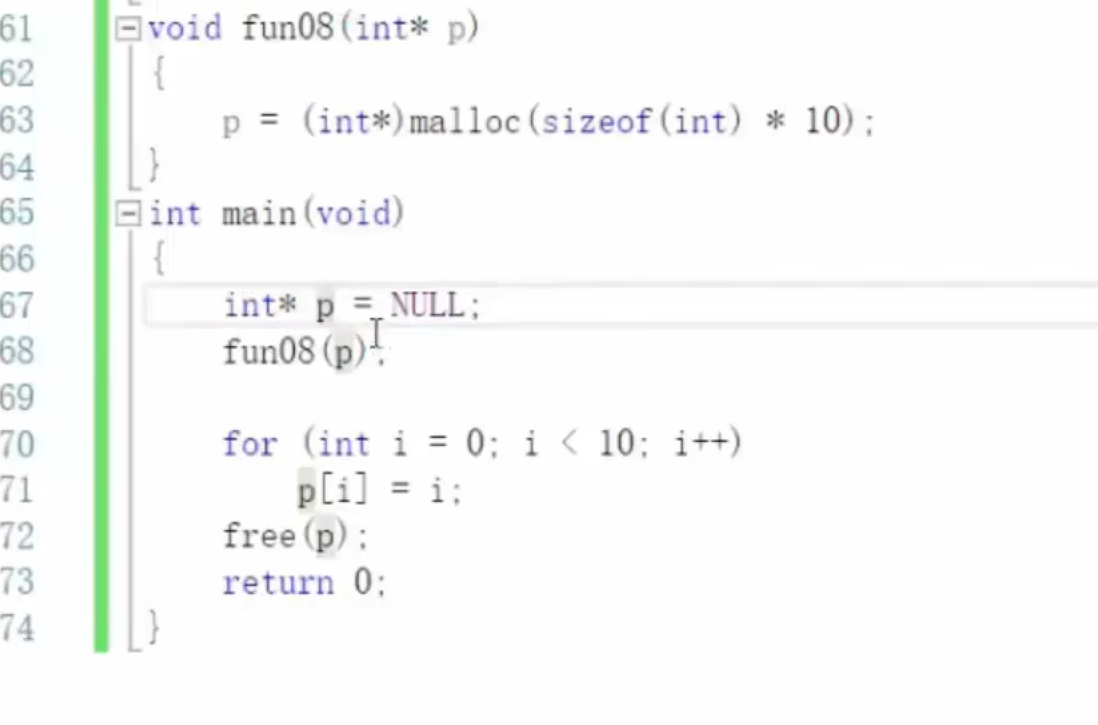 61 void fun08(int* p)
62 {
63 p = (int*)malloc(sizeof(int) * 10);
64 }
65 int main(void)
66 {
67 int* p = NULL;
68 fun08(p);
69
70 for (int i = 0; i < 10; i++)
71 p[i] = i;
72 free(p);
73 return 0;
74 }